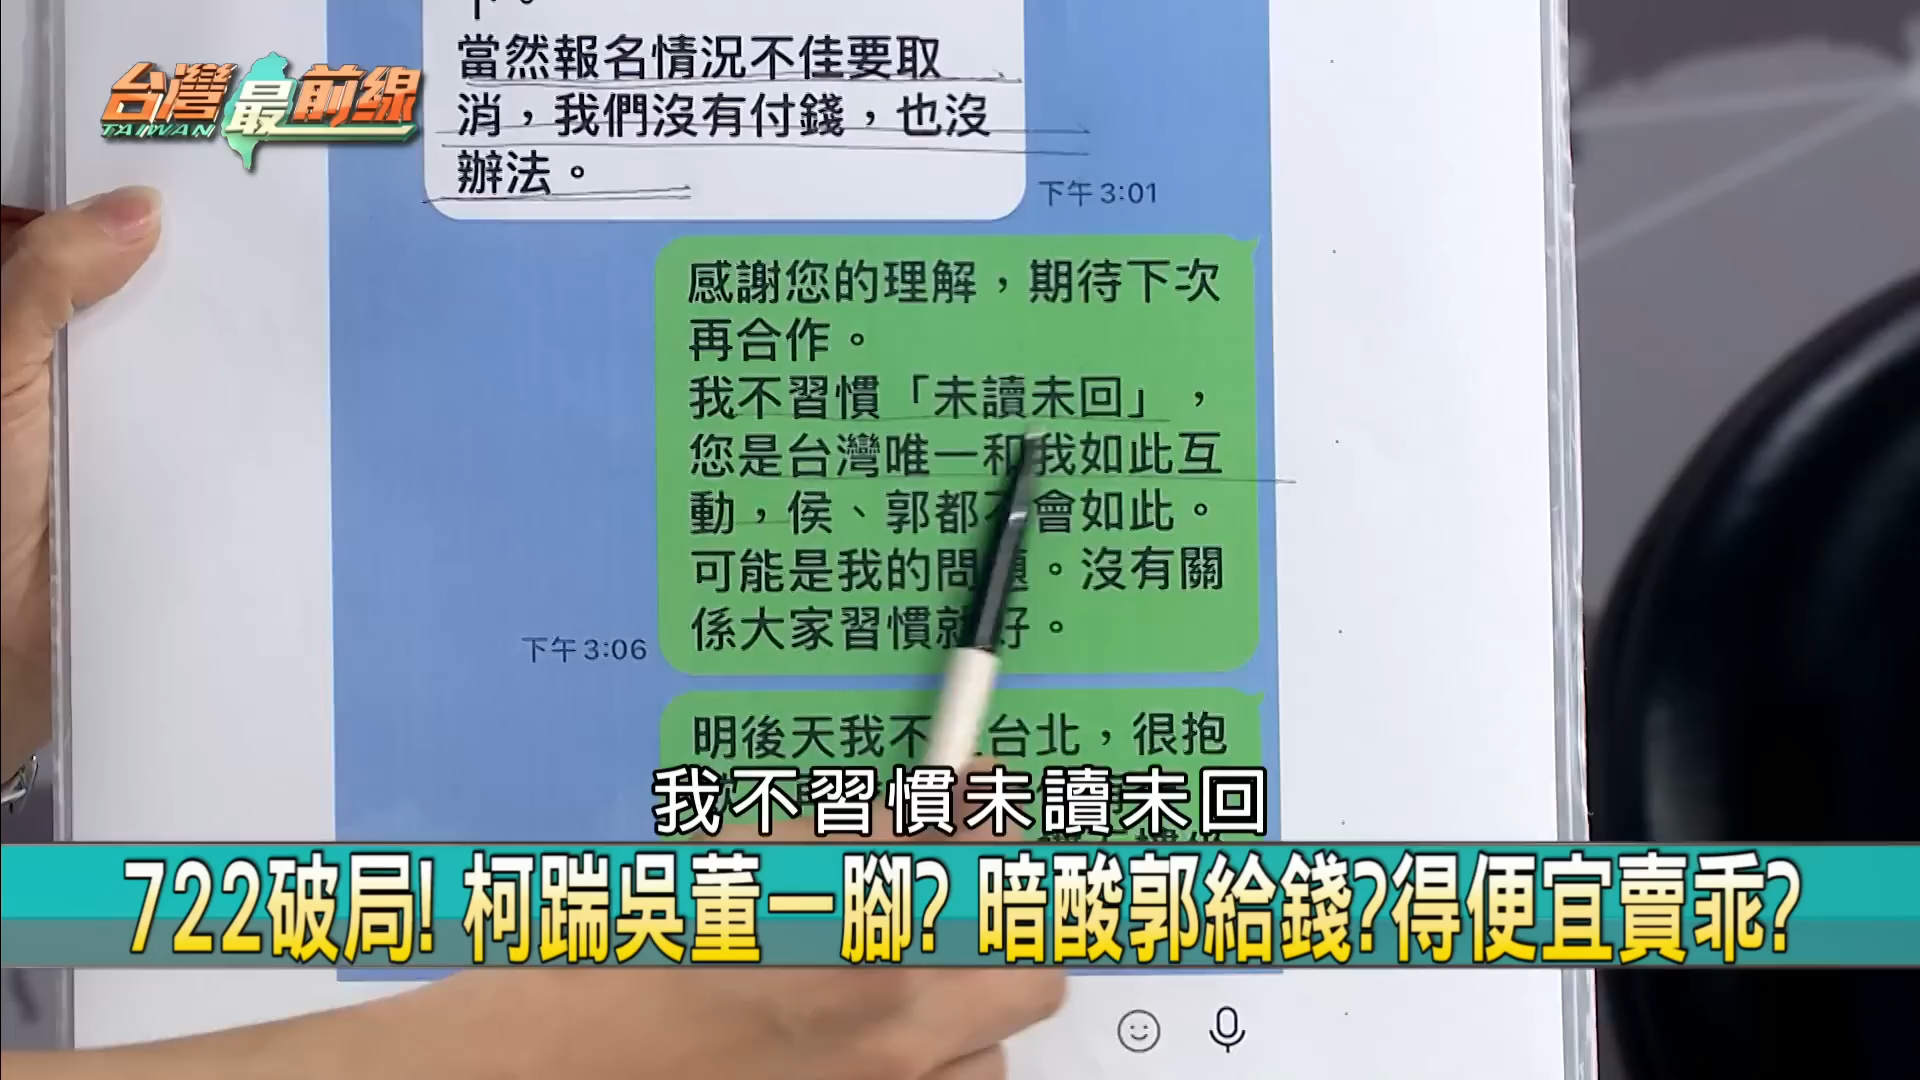 台灣最前線
TAIWAN
當然報名情況不佳要取
消，我們沒有付錢，也沒
辦法。
下午3:01
感謝您的理解，期待下次
再合作。
我不習慣「未讀未回」，
您是台灣唯一和我如此互
動，侯、郭都不會如此。
可能是我的問題。沒有關
係大家習慣就好。
下午3:06
明後天我不在台北，很抱
我不習慣未讀未回
722破局! 柯踹吳董一腳? 暗酸郭給錢?得便宜賣乖?